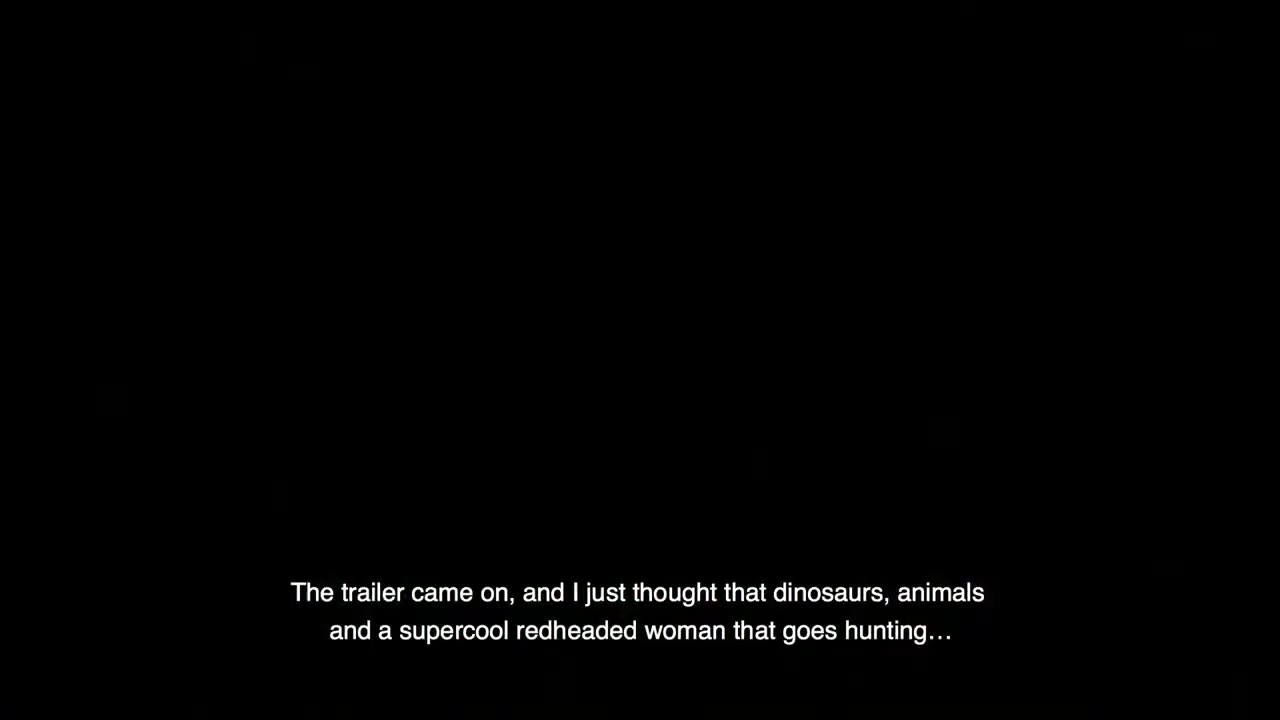 The trailer came on, and I just thought that dinosaurs, animals
and a supercool redheaded woman that goes hunting…